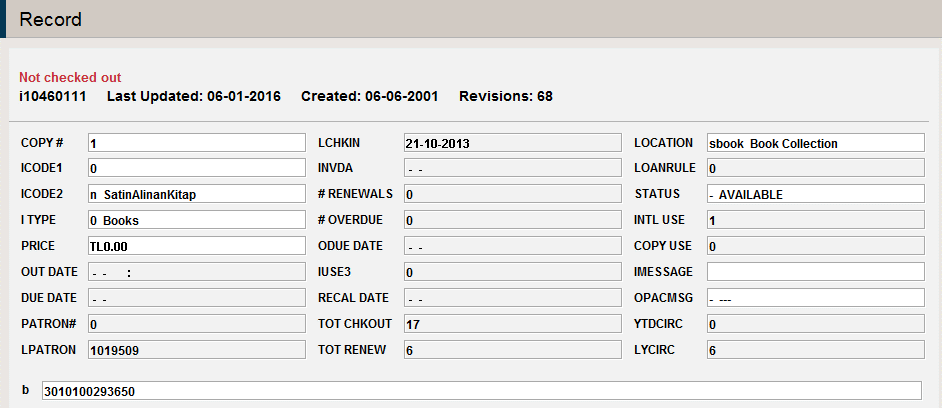 Record
Not checked out
i10460111 Last Updated: 06-01-2016 Created: 06-06-2001 Revisions: 68
COPY # 1 LCHKIN 21-10-2013 LOCATION sbook Book Collection
ICODE1 0 INVDA - - LOANRULE 0
ICODE2 n SatinAlinanKitap # RENEWALS 0 STATUS - AVAILABLE
I TYPE 0 Books # OVERDUE 0 INTL USE 1
PRICE TL0.00 ODUE DATE - - COPY USE 0
OUT DATE - - : IUSE3 0 IMESSAGE
DUE DATE - - RECAL DATE - - OPACMSG - ---
PATRON# 0 TOT CHKOUT 17 YTDCIRC 0
LPATRON 1019509 TOT RENEW 6 LYCIRC 6
b 3010100293650